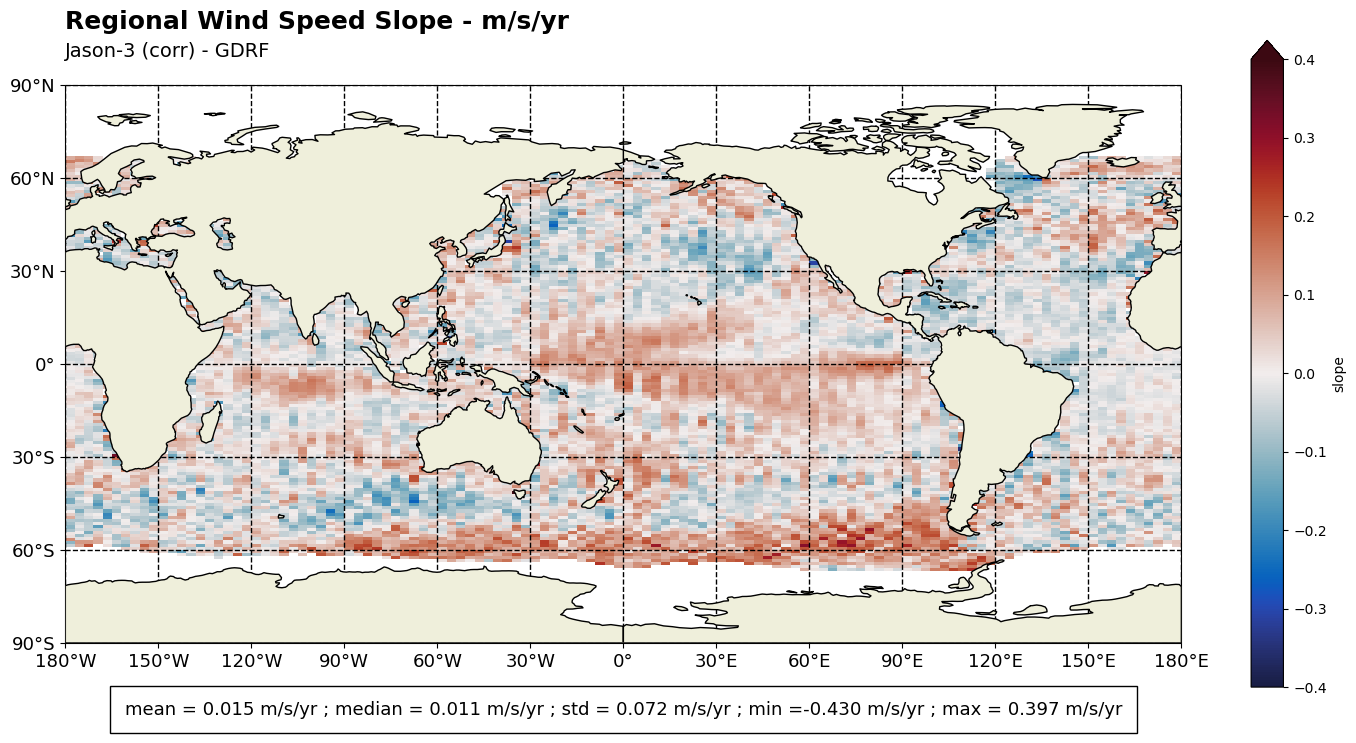 Regional Wind Speed Slope - m/s/yr
Jason-3 (corr) - GDRF
90°N
60°N
30°N
0°
30°S
60°S
90°S
180°W 150°W 120°W 90°W 60°W 30°W 0° 30°E 60°E 90°E 120°E 150°E 180°E
0.4
0.3
0.2
0.1
0.0
−0.1
−0.2
−0.3
−0.4
slope
mean = 0.015 m/s/yr ; median = 0.011 m/s/yr ; std = 0.072 m/s/yr ; min =-0.430 m/s/yr ; max = 0.397 m/s/yr